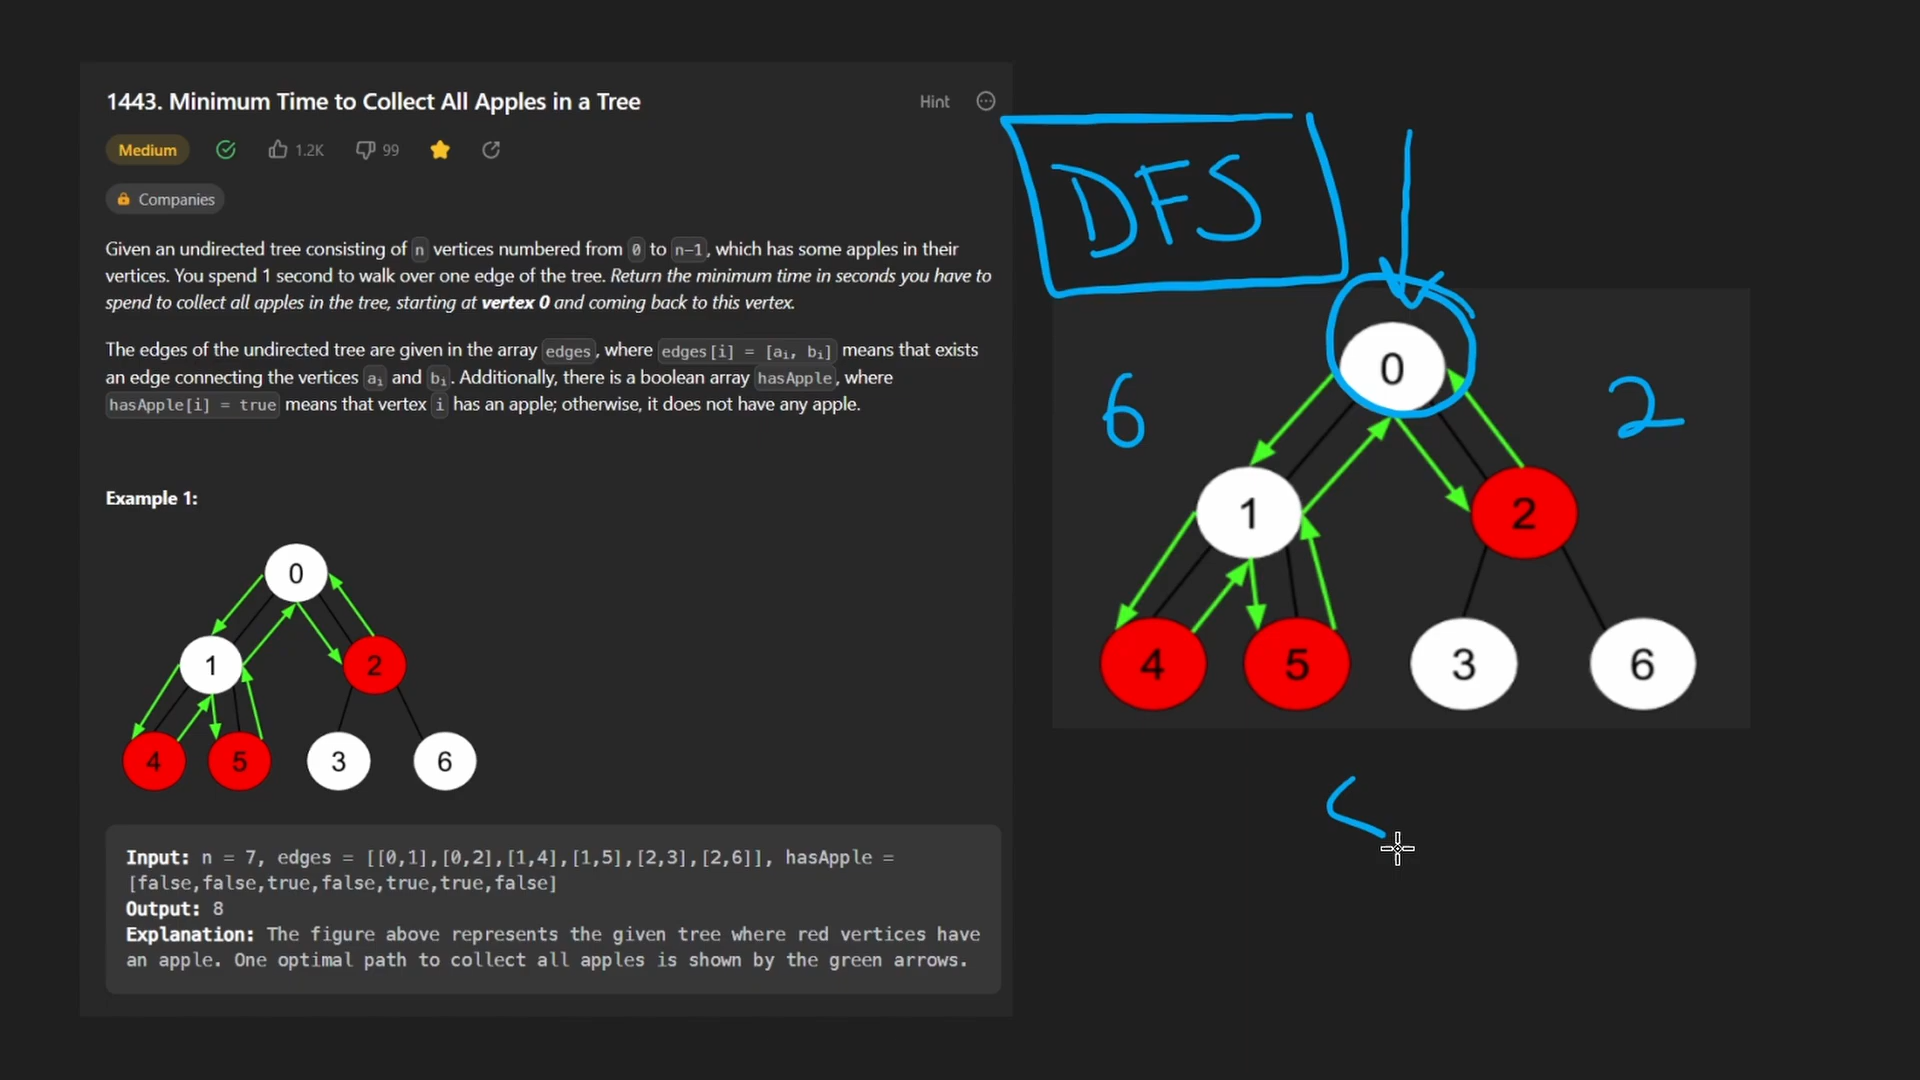 1443. Minimum Time to Collect All Apples in a Tree
Hint
Medium
1.2K
99
Companies
Given an undirected tree consisting of n vertices numbered from 0 to n-1, which has some apples in their
vertices. You spend 1 second to walk over one edge of the tree. Return the minimum time in seconds you have to
spend to collect all apples in the tree, starting at vertex 0 and coming back to this vertex.
The edges of the undirected tree are given in the array edges, where edges[i] = [ai, bi] means that exists
an edge connecting the vertices ai and bi. Additionally, there is a boolean array hasApple, where
hasApple[i] = true means that vertex i has an apple; otherwise, it does not have any apple.
Example 1:
0
1 2
4 5 3 6
Input: n = 7, edges = [[0,1],[0,2],[1,4],[1,5],[2,3],[2,6]], hasApple =
[false,false,true,false,true,true,false]
Output: 8
Explanation: The figure above represents the given tree where red vertices have
an apple. One optimal path to collect all apples is shown by the green arrows.
DFS
0
6 2
1 2
4 5 3 6